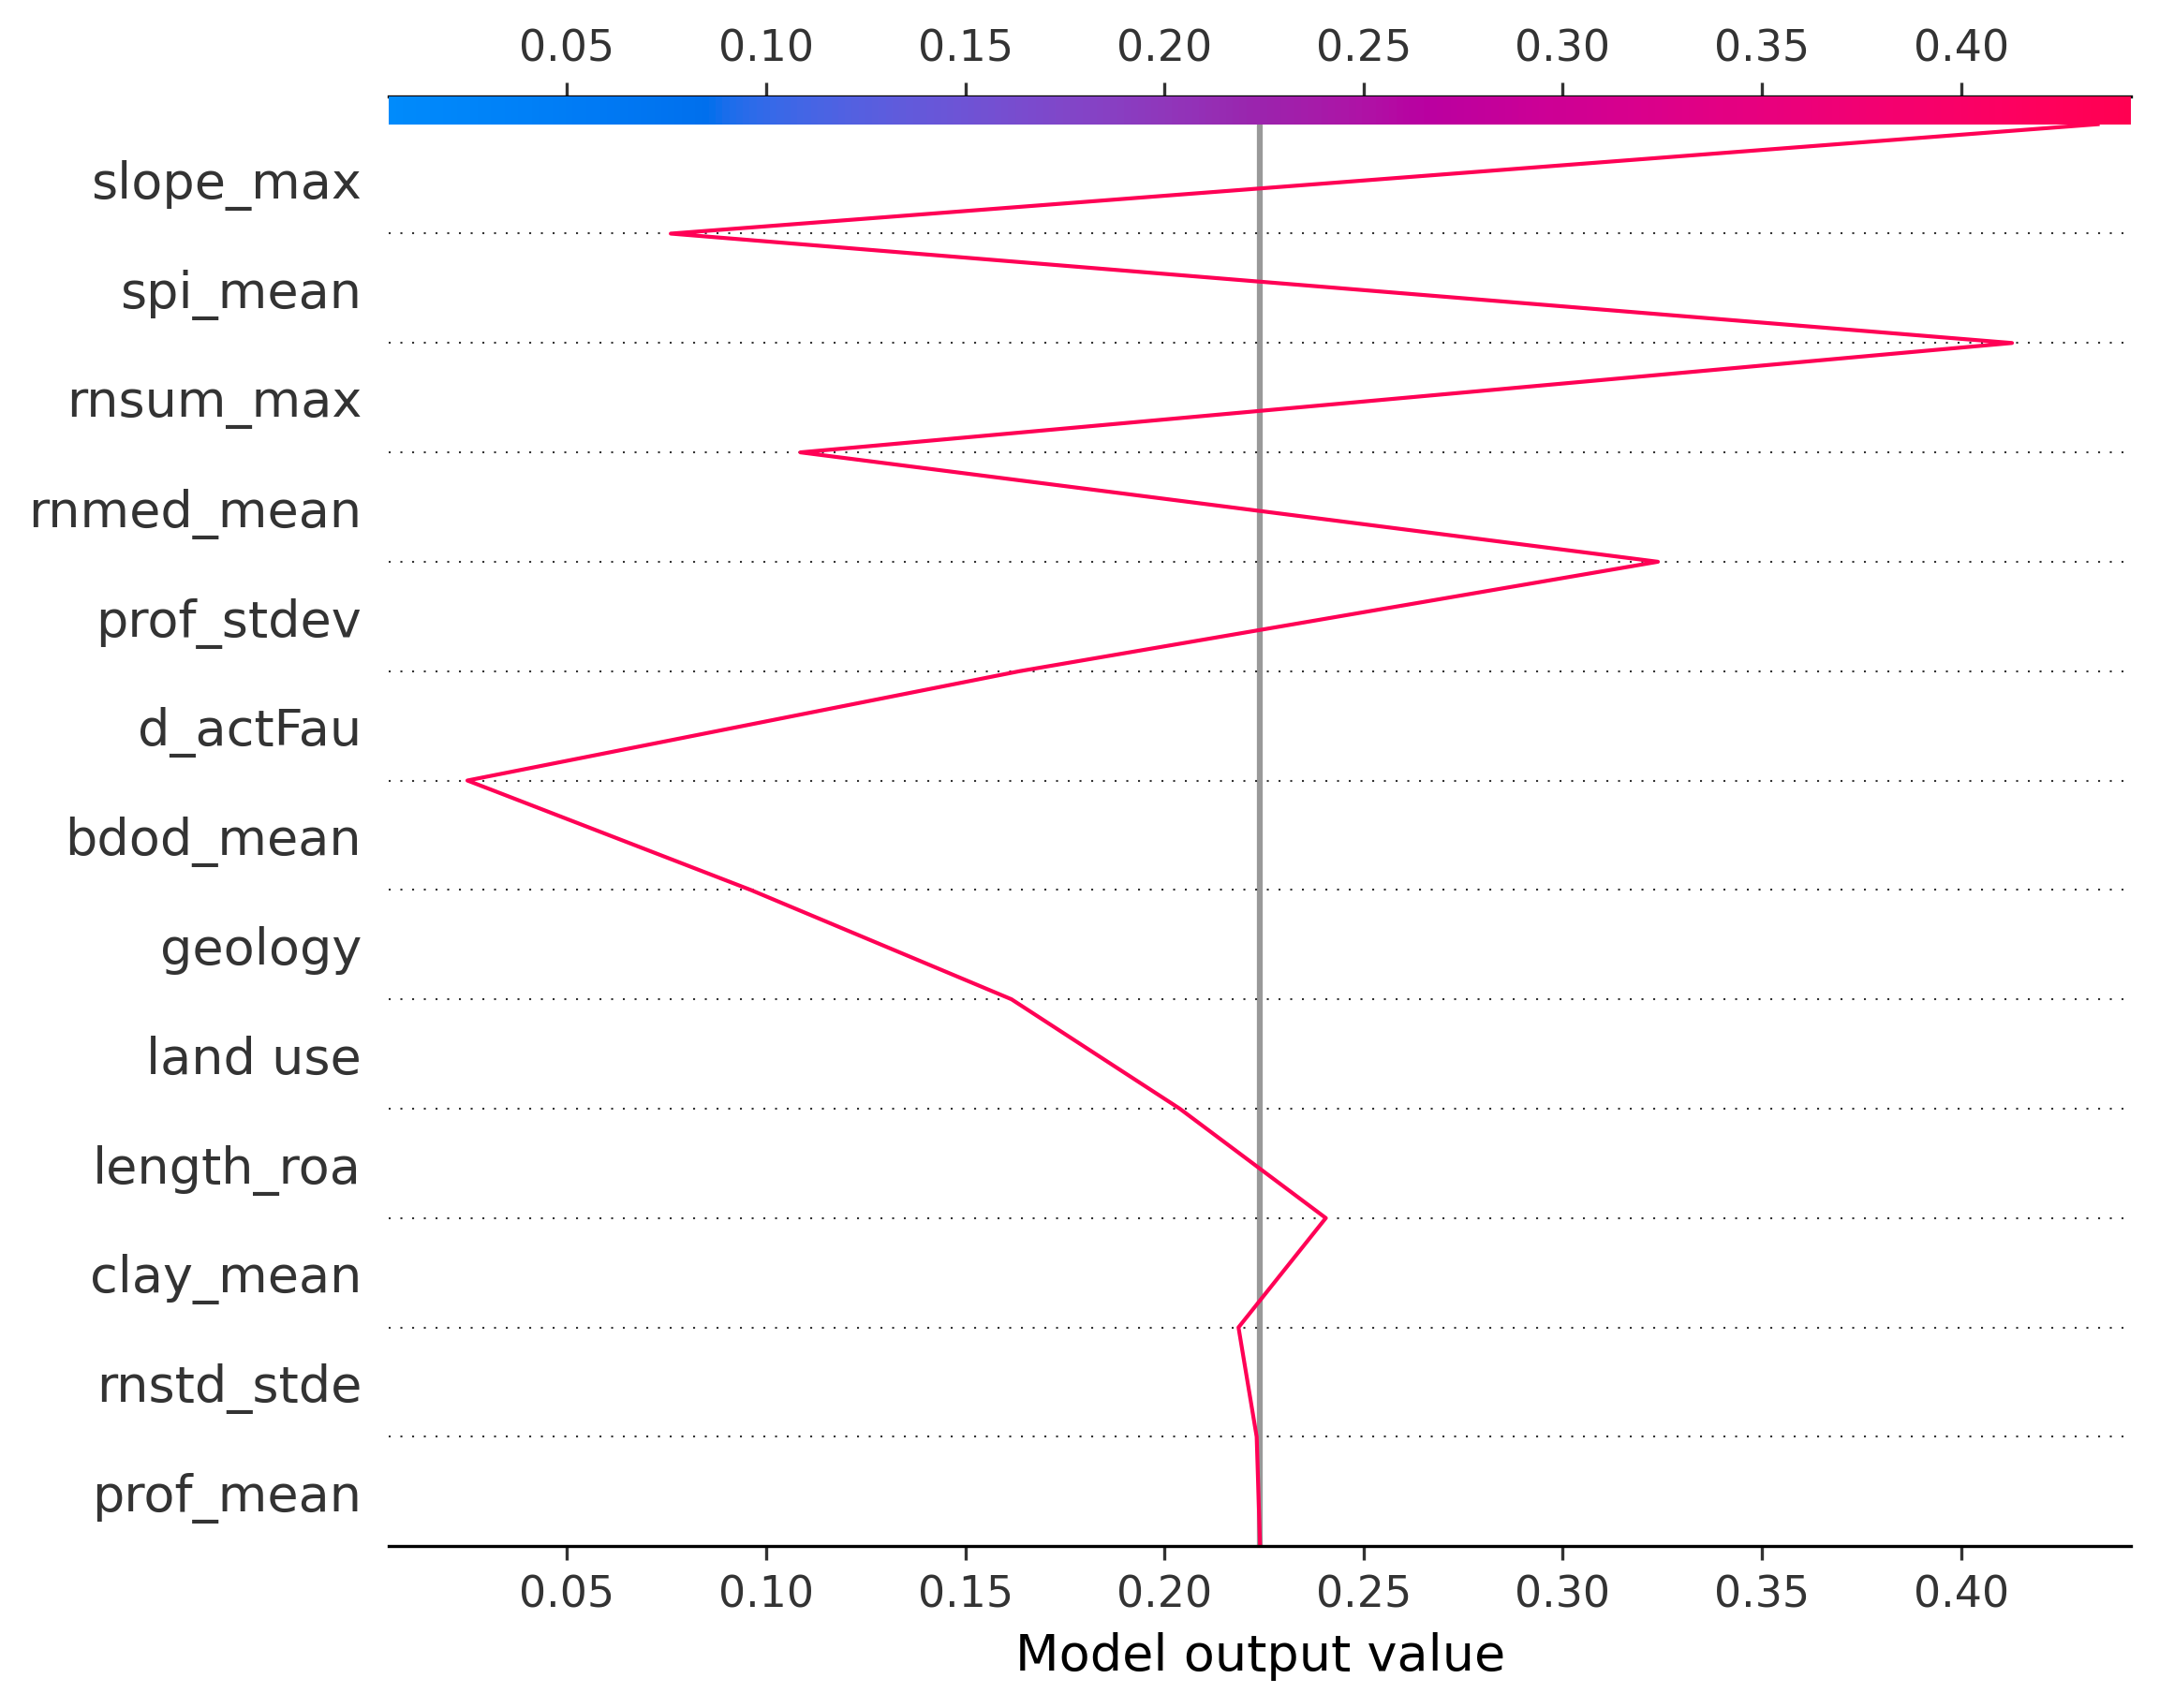 0.05 0.10 0.15 0.20 0.25 0.30 0.35 0.40
slope_max
spi_mean
rnsum_max
rnmed_mean
prof_stdev
d_actFau
bdod_mean
geology
land use
length_roa
clay_mean
rnstd_stde
prof_mean
0.05 0.10 0.15 0.20 0.25 0.30 0.35 0.40
Model output value